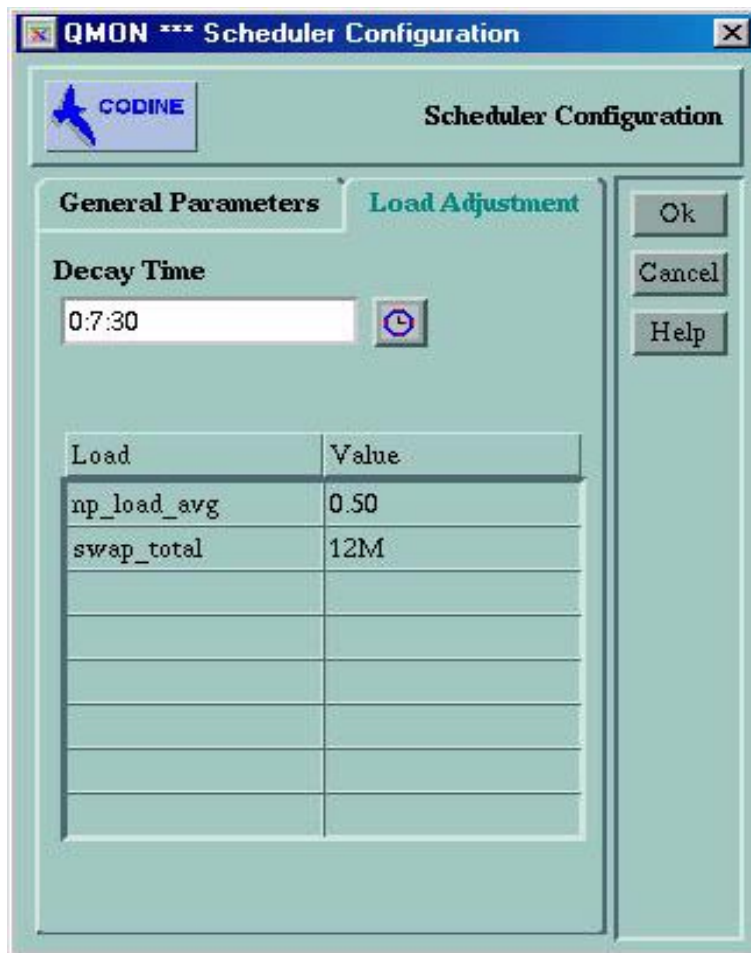 QMON *** Scheduler Configuration
CODINE
Scheduler Configuration
General Parameters
Load Adjustment
Ok
Cancel
Help
Decay Time
0:7:30
Load Value
np_load_avg 0.50
swap_total 12M